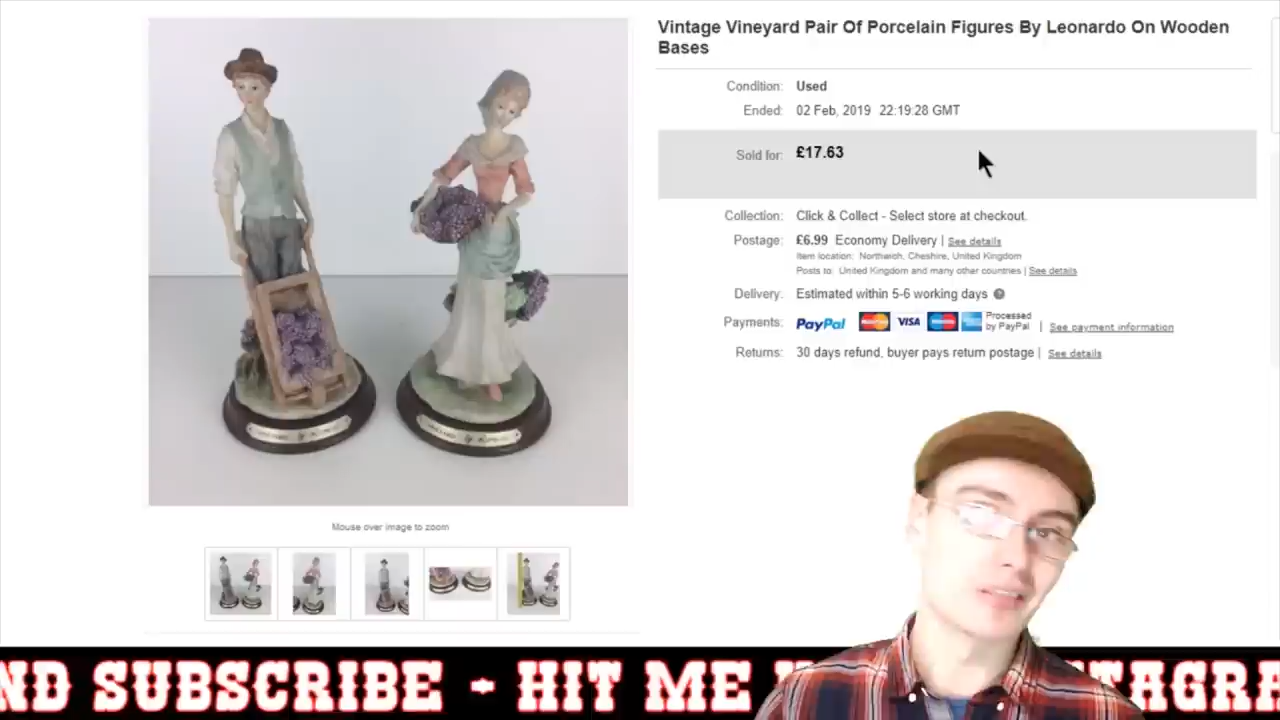 Vintage Vineyard Pair Of Porcelain Figures By Leonardo On Wooden
Bases
Condition: Used
Ended: 02 Feb, 2019 22:19:28 GMT
Sold for: £17.63
Collection: Click & Collect - Select store at checkout.
Postage: £6.99 Economy Delivery | See details
Item location: Northwich, Cheshire, United Kingdom
Posts to: United Kingdom and many other countries | See details
Delivery: Estimated within 5-6 working days
Payments: PayPal MasterCard VISA Processed
by PayPal | See payment information
Returns: 30 days refund, buyer pays return postage | See details
Mouse over image to zoom
ND SUBSCRIBE - HIT ME